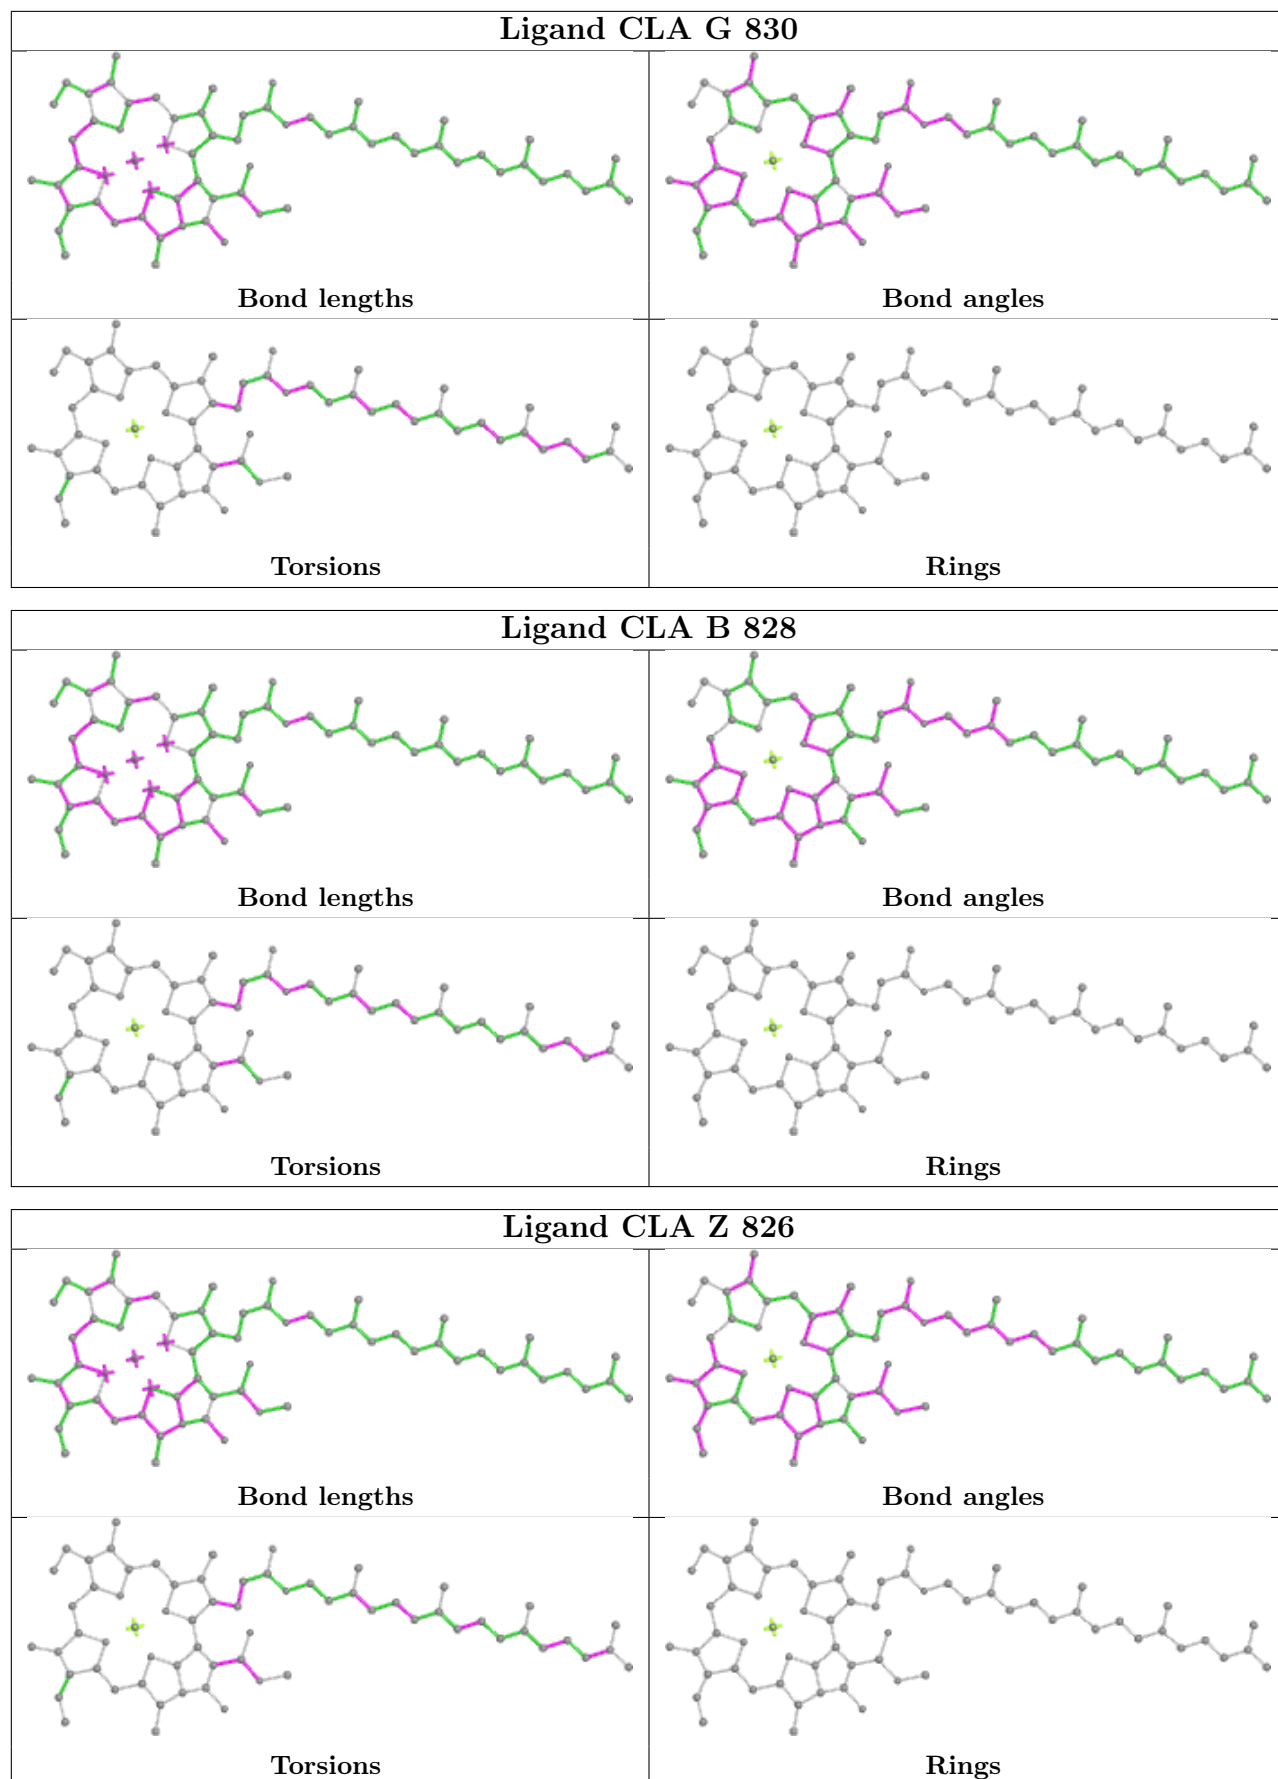 Ligand CLA G 830
Bond lengths
Bond angles
Torsions
Rings
Ligand CLA B 828
Bond lengths
Bond angles
Torsions
Rings
Ligand CLA Z 826
Bond lengths
Bond angles
Torsions
Rings